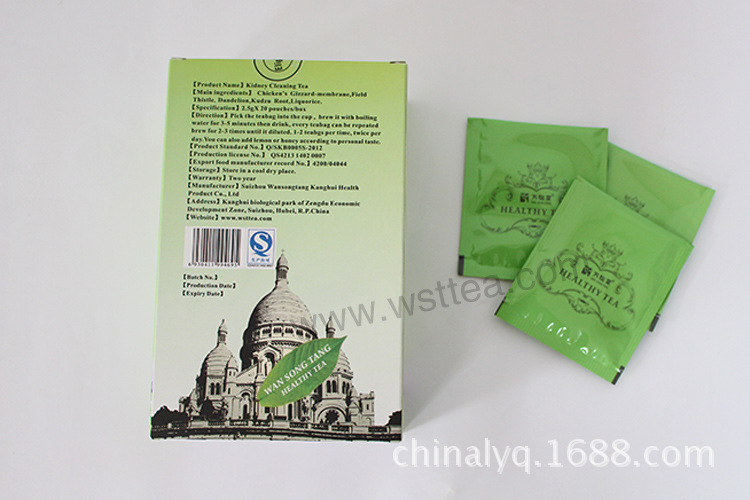 【Product Name】Kidney Cleaning Tea
【Main ingredients】 Chicken's Gizzard-membrane,Field
Thistle, Dandelion,Kudzu Root,Liquorice.
【Specification】2.5gX 20 pouches/box
【Direction】Pick the teabag into the cup , brew it with boiling
water for 3-5 minutes then drink, every teabag can be repeated
brew for 2-3 times until it diluted. 1-2 teabgs per time, twice per
day.You can also add lemon or honey according to personal taste.
【Product Standard No.】Q/SKB0005S-2012
【Production license No.】 QS4213 1402 0007
【Export food manufacturer record No.】4200/04044
【Storage】Store in a cool dry place.
【Warranty】Two year
【Manufacturer】Suizhou Wansongtang Kanghui Health
Product Co., Ltd
【Address】Kanghui biological park of Zengdu Economic
Development Zone, Suizhou, Hubei, R.P.China
【Website】www.wsttea.com
【Batch No.】
【Production Date】
【Expiry Date】
WAN SONG TANG
HEALTHY TEA
HEALTHY TEA
HEALTHY TEA
www.wsttea.com
chinalyq.1688.com